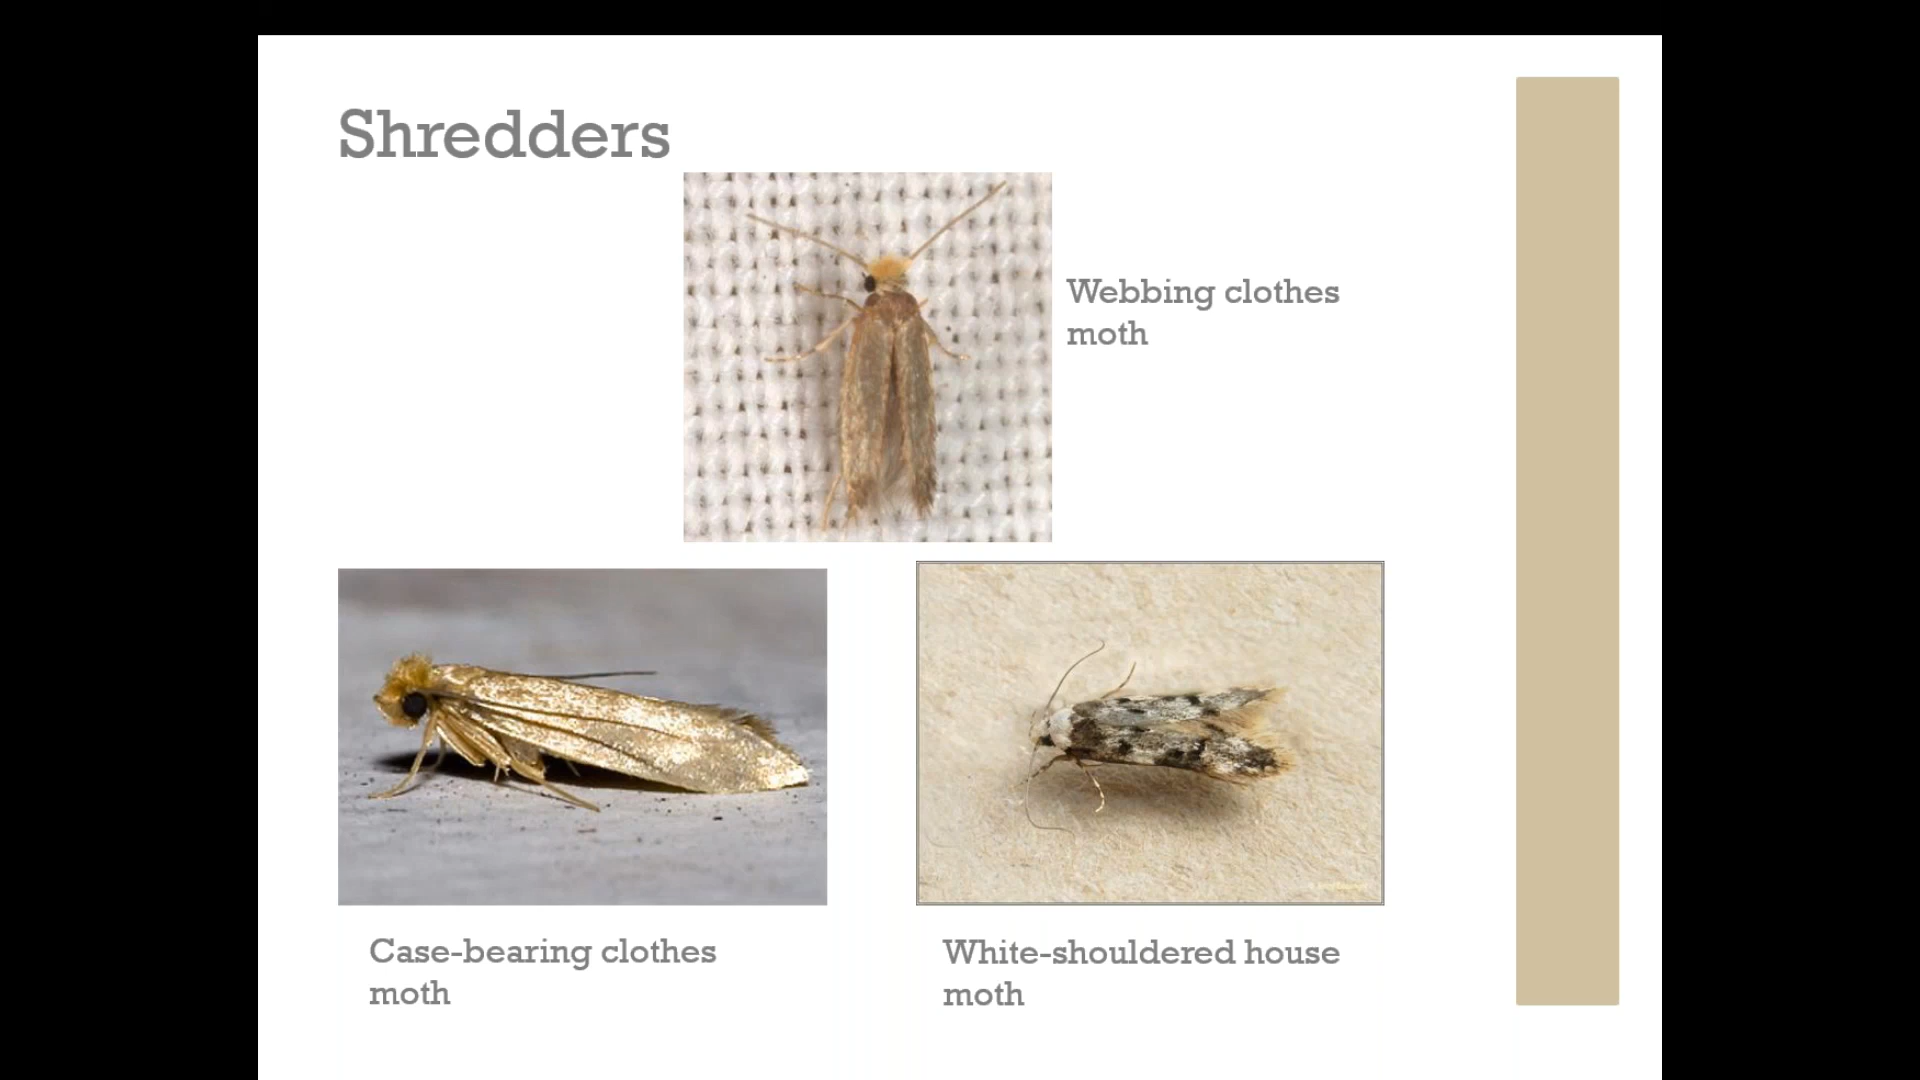 Shredders
Webbing clothes
moth
Case-bearing clothes
moth
White-shouldered house
moth